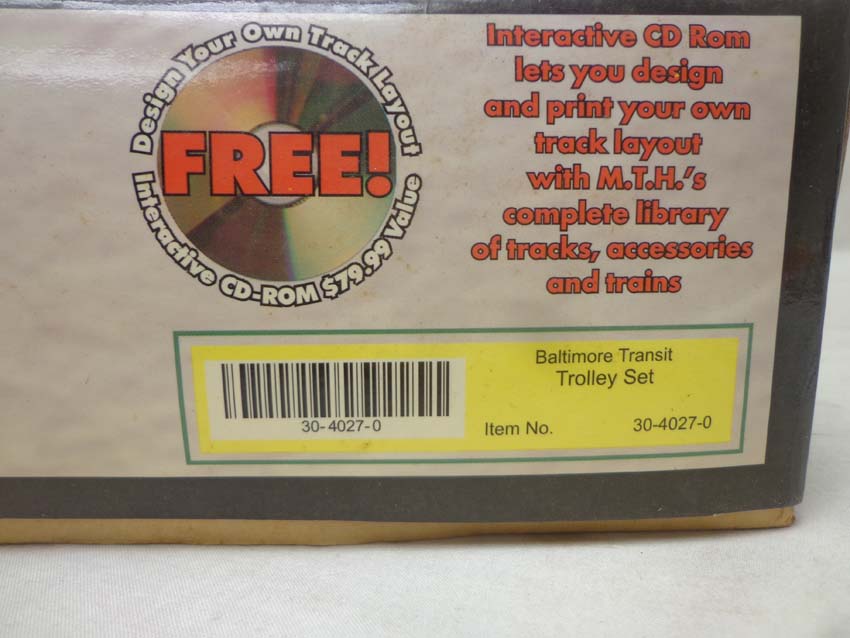 Design Your Own Track Layout
FREE!
Interactive CD-ROM $79.99 Value
Interactive CD Rom
lets you design
and print your own
track layout
with M.T.H.'s
complete library
of tracks, accessories
and trains
30-4027-0
Baltimore Transit
Trolley Set
Item No. 30-4027-0